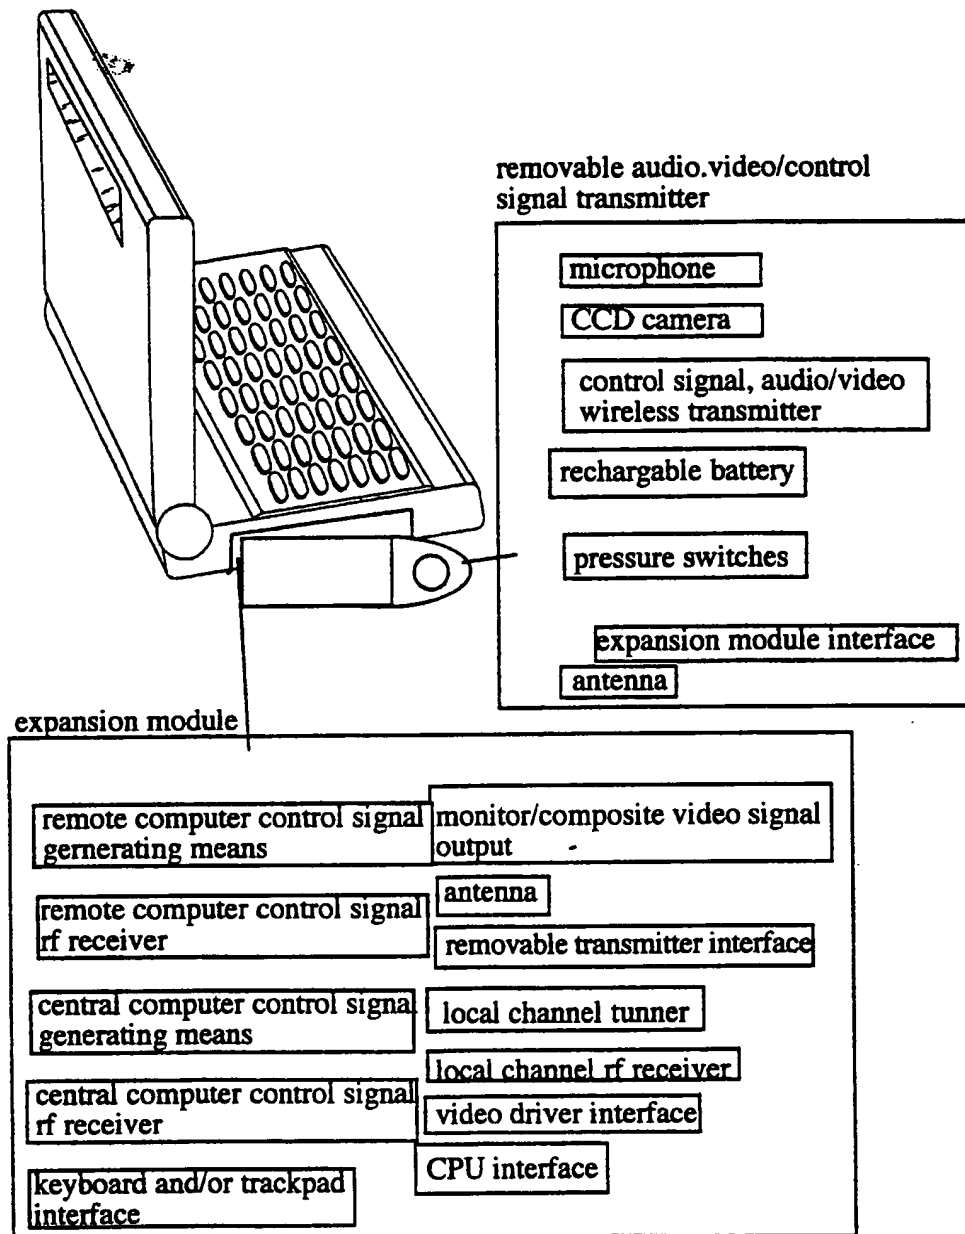 removable audio.video/control
signal transmitter
microphone
CCD camera
control signal, audio/video
wireless transmitter
rechargable battery
pressure switches
expansion module interface
antenna
expansion module
remote computer control signal
gernerating means
remote computer control signal
rf receiver
central computer control signal
generating means
central computer control signal
rf receiver
keyboard and/or trackpad
interface
monitor/composite video signal
output
antenna
removable transmitter interface
local channel tunner
local channel rf receiver
video driver interface
CPU interface